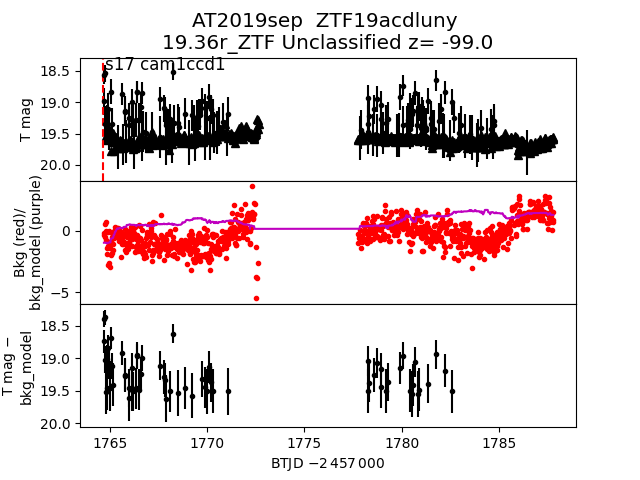 AT2019sep  ZTF19acdluny
19.36r_ZTF Unclassified z= -99.0
s17 cam1ccd1
T mag
18.5
19.0
19.5
20.0
Bkg (red)/
bkg_model (purple)
0
−5
T mag −
bkg_model
18.5
19.0
19.5
20.0
1765
1770
1775
1780
1785
BTJD −2 457 000